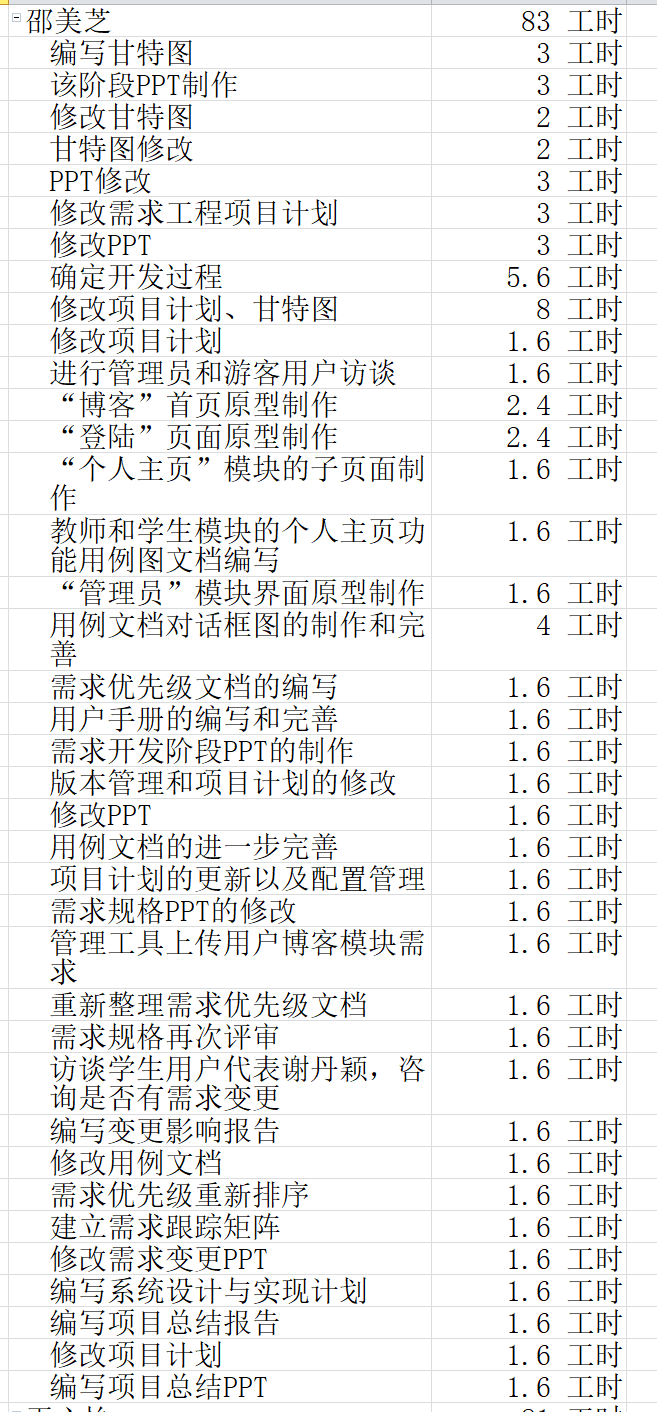 邵美芝 83 工时
编写甘特图 3 工时
该阶段PPT制作 3 工时
修改甘特图 2 工时
甘特图修改 2 工时
PPT修改 3 工时
修改需求工程项目计划 3 工时
修改PPT 3 工时
确定开发过程 5.6 工时
修改项目计划、甘特图 8 工时
修改项目计划 1.6 工时
进行管理员和游客用户访谈 1.6 工时
“博客”首页原型制作 2.4 工时
“登陆”页面原型制作 2.4 工时
“个人主页”模块的子页面制 1.6 工时
作
教师和学生模块的个人主页功 1.6 工时
能用例图文档编写
“管理员”模块界面原型制作 1.6 工时
用例文档对话框图的制作和完 4 工时
善
需求优先级文档的编写 1.6 工时
用户手册的编写和完善 1.6 工时
需求开发阶段PPT的制作 1.6 工时
版本管理和项目计划的修改 1.6 工时
修改PPT 1.6 工时
用例文档的进一步完善 1.6 工时
项目计划的更新以及配置管理 1.6 工时
需求规格PPT的修改 1.6 工时
管理工具上传用户博客模块需 1.6 工时
求
重新整理需求优先级文档 1.6 工时
需求规格再次评审 1.6 工时
访谈学生用户代表谢丹颖，咨 1.6 工时
询是否有需求变更
编写变更影响报告 1.6 工时
修改用例文档 1.6 工时
需求优先级重新排序 1.6 工时
建立需求跟踪矩阵 1.6 工时
修改需求变更PPT 1.6 工时
编写系统设计与实现计划 1.6 工时
编写项目总结报告 1.6 工时
修改项目计划 1.6 工时
编写项目总结PPT 1.6 工时